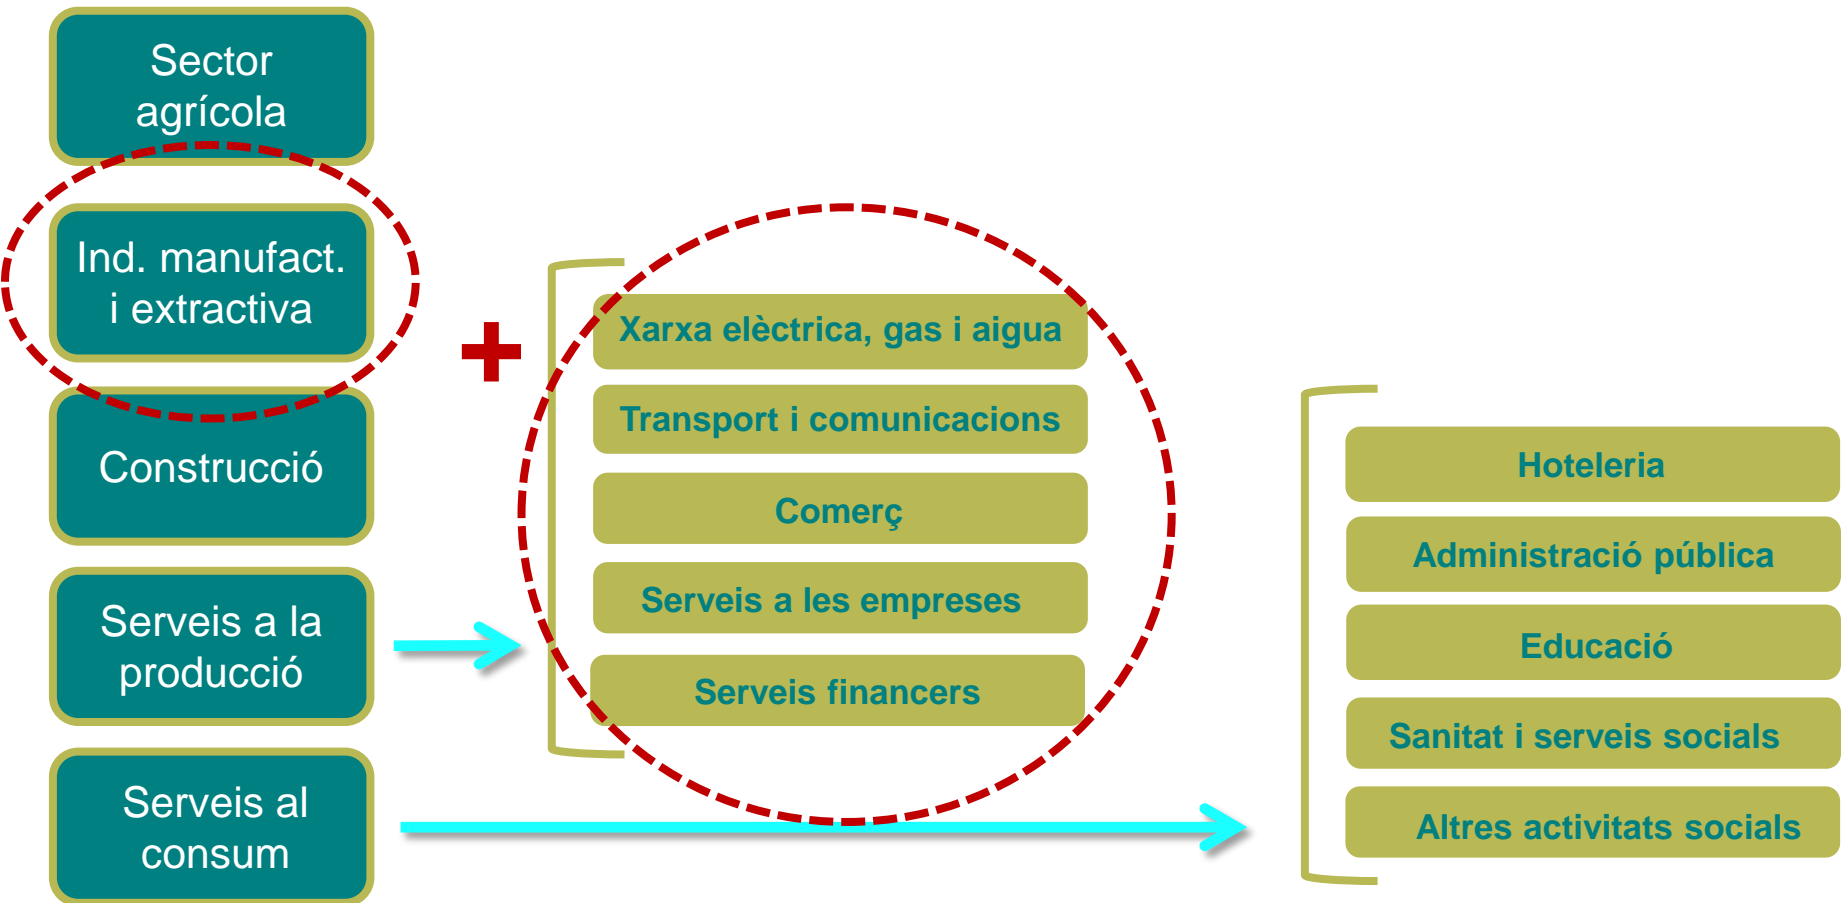 Sector
agrícola
Ind. manufact.
i extractiva
Construcció
Serveis a la
producció
Serveis al
consum
Xarxa elèctrica, gas i aigua
Transport i comunicacions
Comerç
Serveis a les empreses
Serveis financers
Hoteleria
Administració pública
Educació
Sanitat i serveis socials
Altres activitats socials